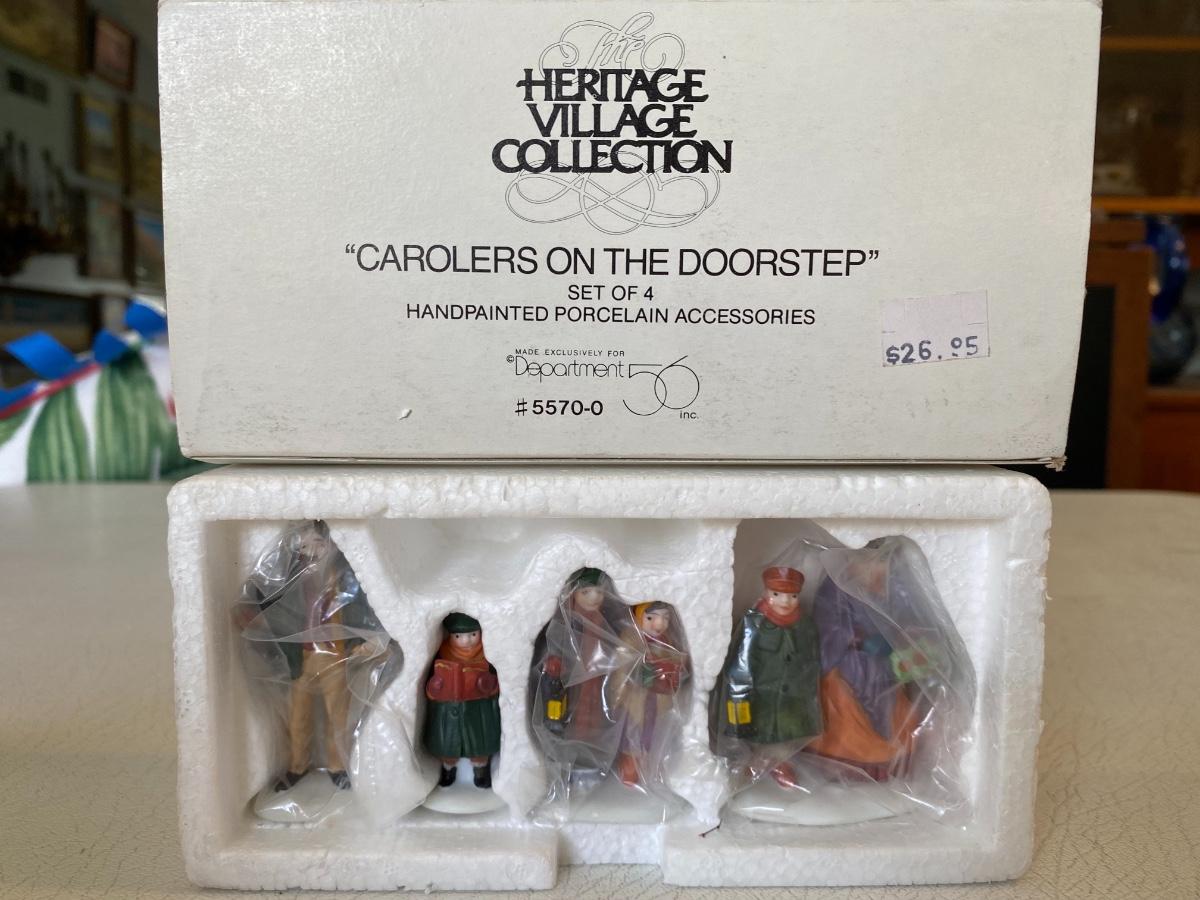 The
HERITAGE
VILLAGE
COLLECTION™
“CAROLERS ON THE DOORSTEP”
SET OF 4
HANDPAINTED PORCELAIN ACCESSORIES
$26.95
MADE EXCLUSIVELY FOR
©Department 56
#5570-0 inc.